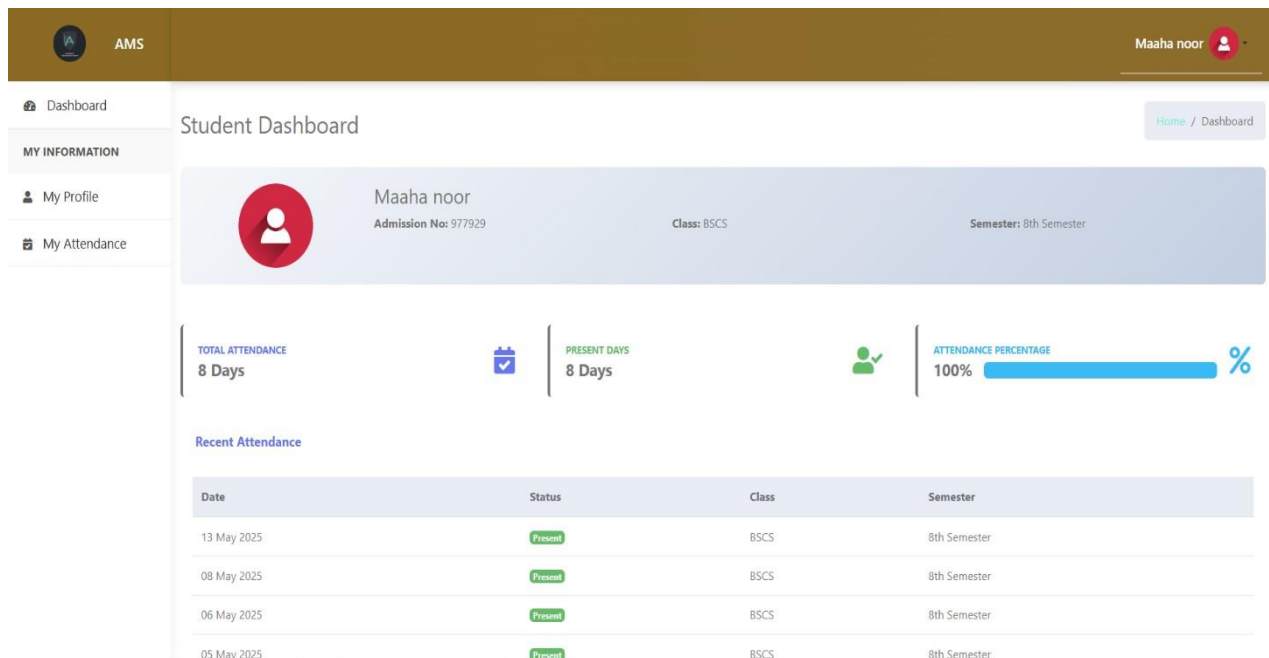 AMS
Maaha noor
Dashboard
MY INFORMATION
My Profile
My Attendance
Student Dashboard
Home / Dashboard
Maaha noor
Admission No: 977929 Class: BSCS Semester: 8th Semester
TOTAL ATTENDANCE
8 Days
PRESENT DAYS
8 Days
ATTENDANCE PERCENTAGE
100%
%
Recent Attendance
Date Status Class Semester
13 May 2025 Present BSCS 8th Semester
08 May 2025 Present BSCS 8th Semester
06 May 2025 Present BSCS 8th Semester
05 May 2025 Present BSCS 8th Semester